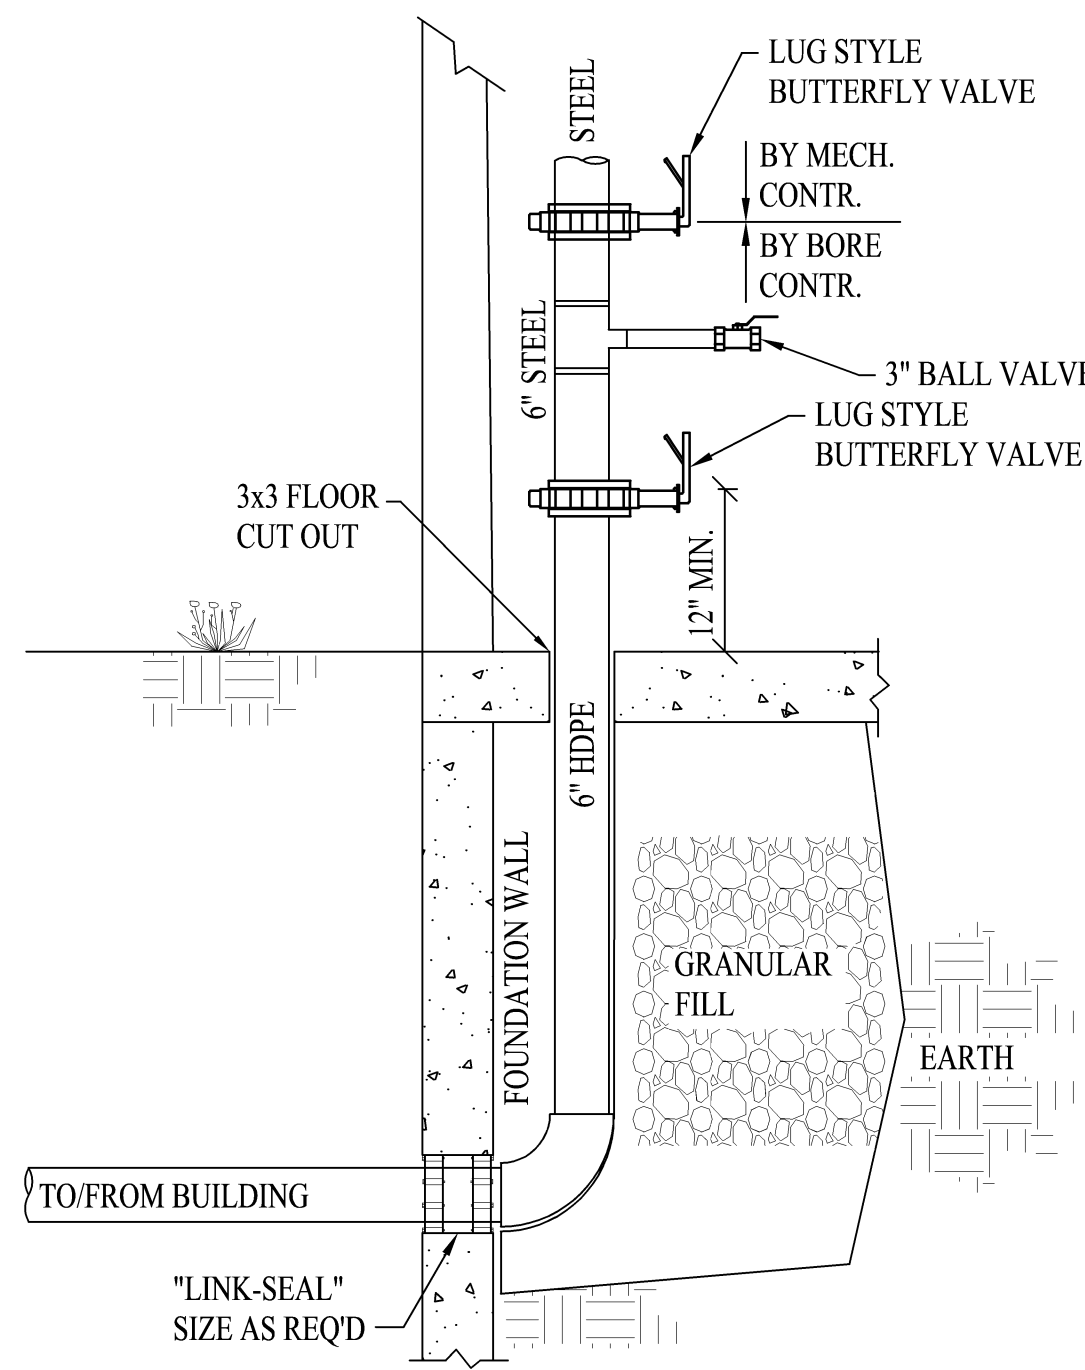 LUG STYLE
BUTTERFLY VALVE
STEEL
BY MECH.
CONTR.
BY BORE
CONTR.
6" STEEL
3" BALL VALVE
LUG STYLE
BUTTERFLY VALVE
3x3 FLOOR
CUT OUT
12" MIN.
6" HDPE
FOUNDATION WALL
GRANULAR
FILL
EARTH
TO/FROM BUILDING
"LINK-SEAL"
SIZE AS REQ'D